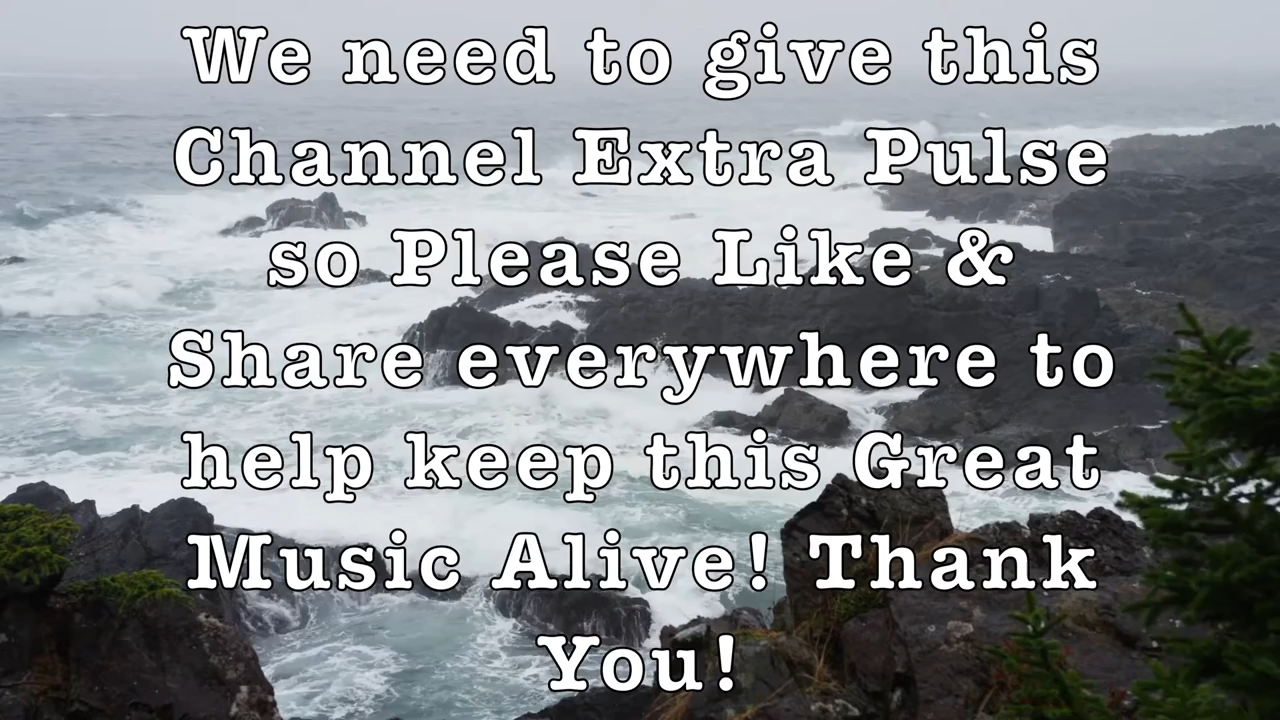 We need to give this
Channel Extra Pulse
so Please Like &
Share everywhere to
help keep this Great
Music Alive! Thank
You!